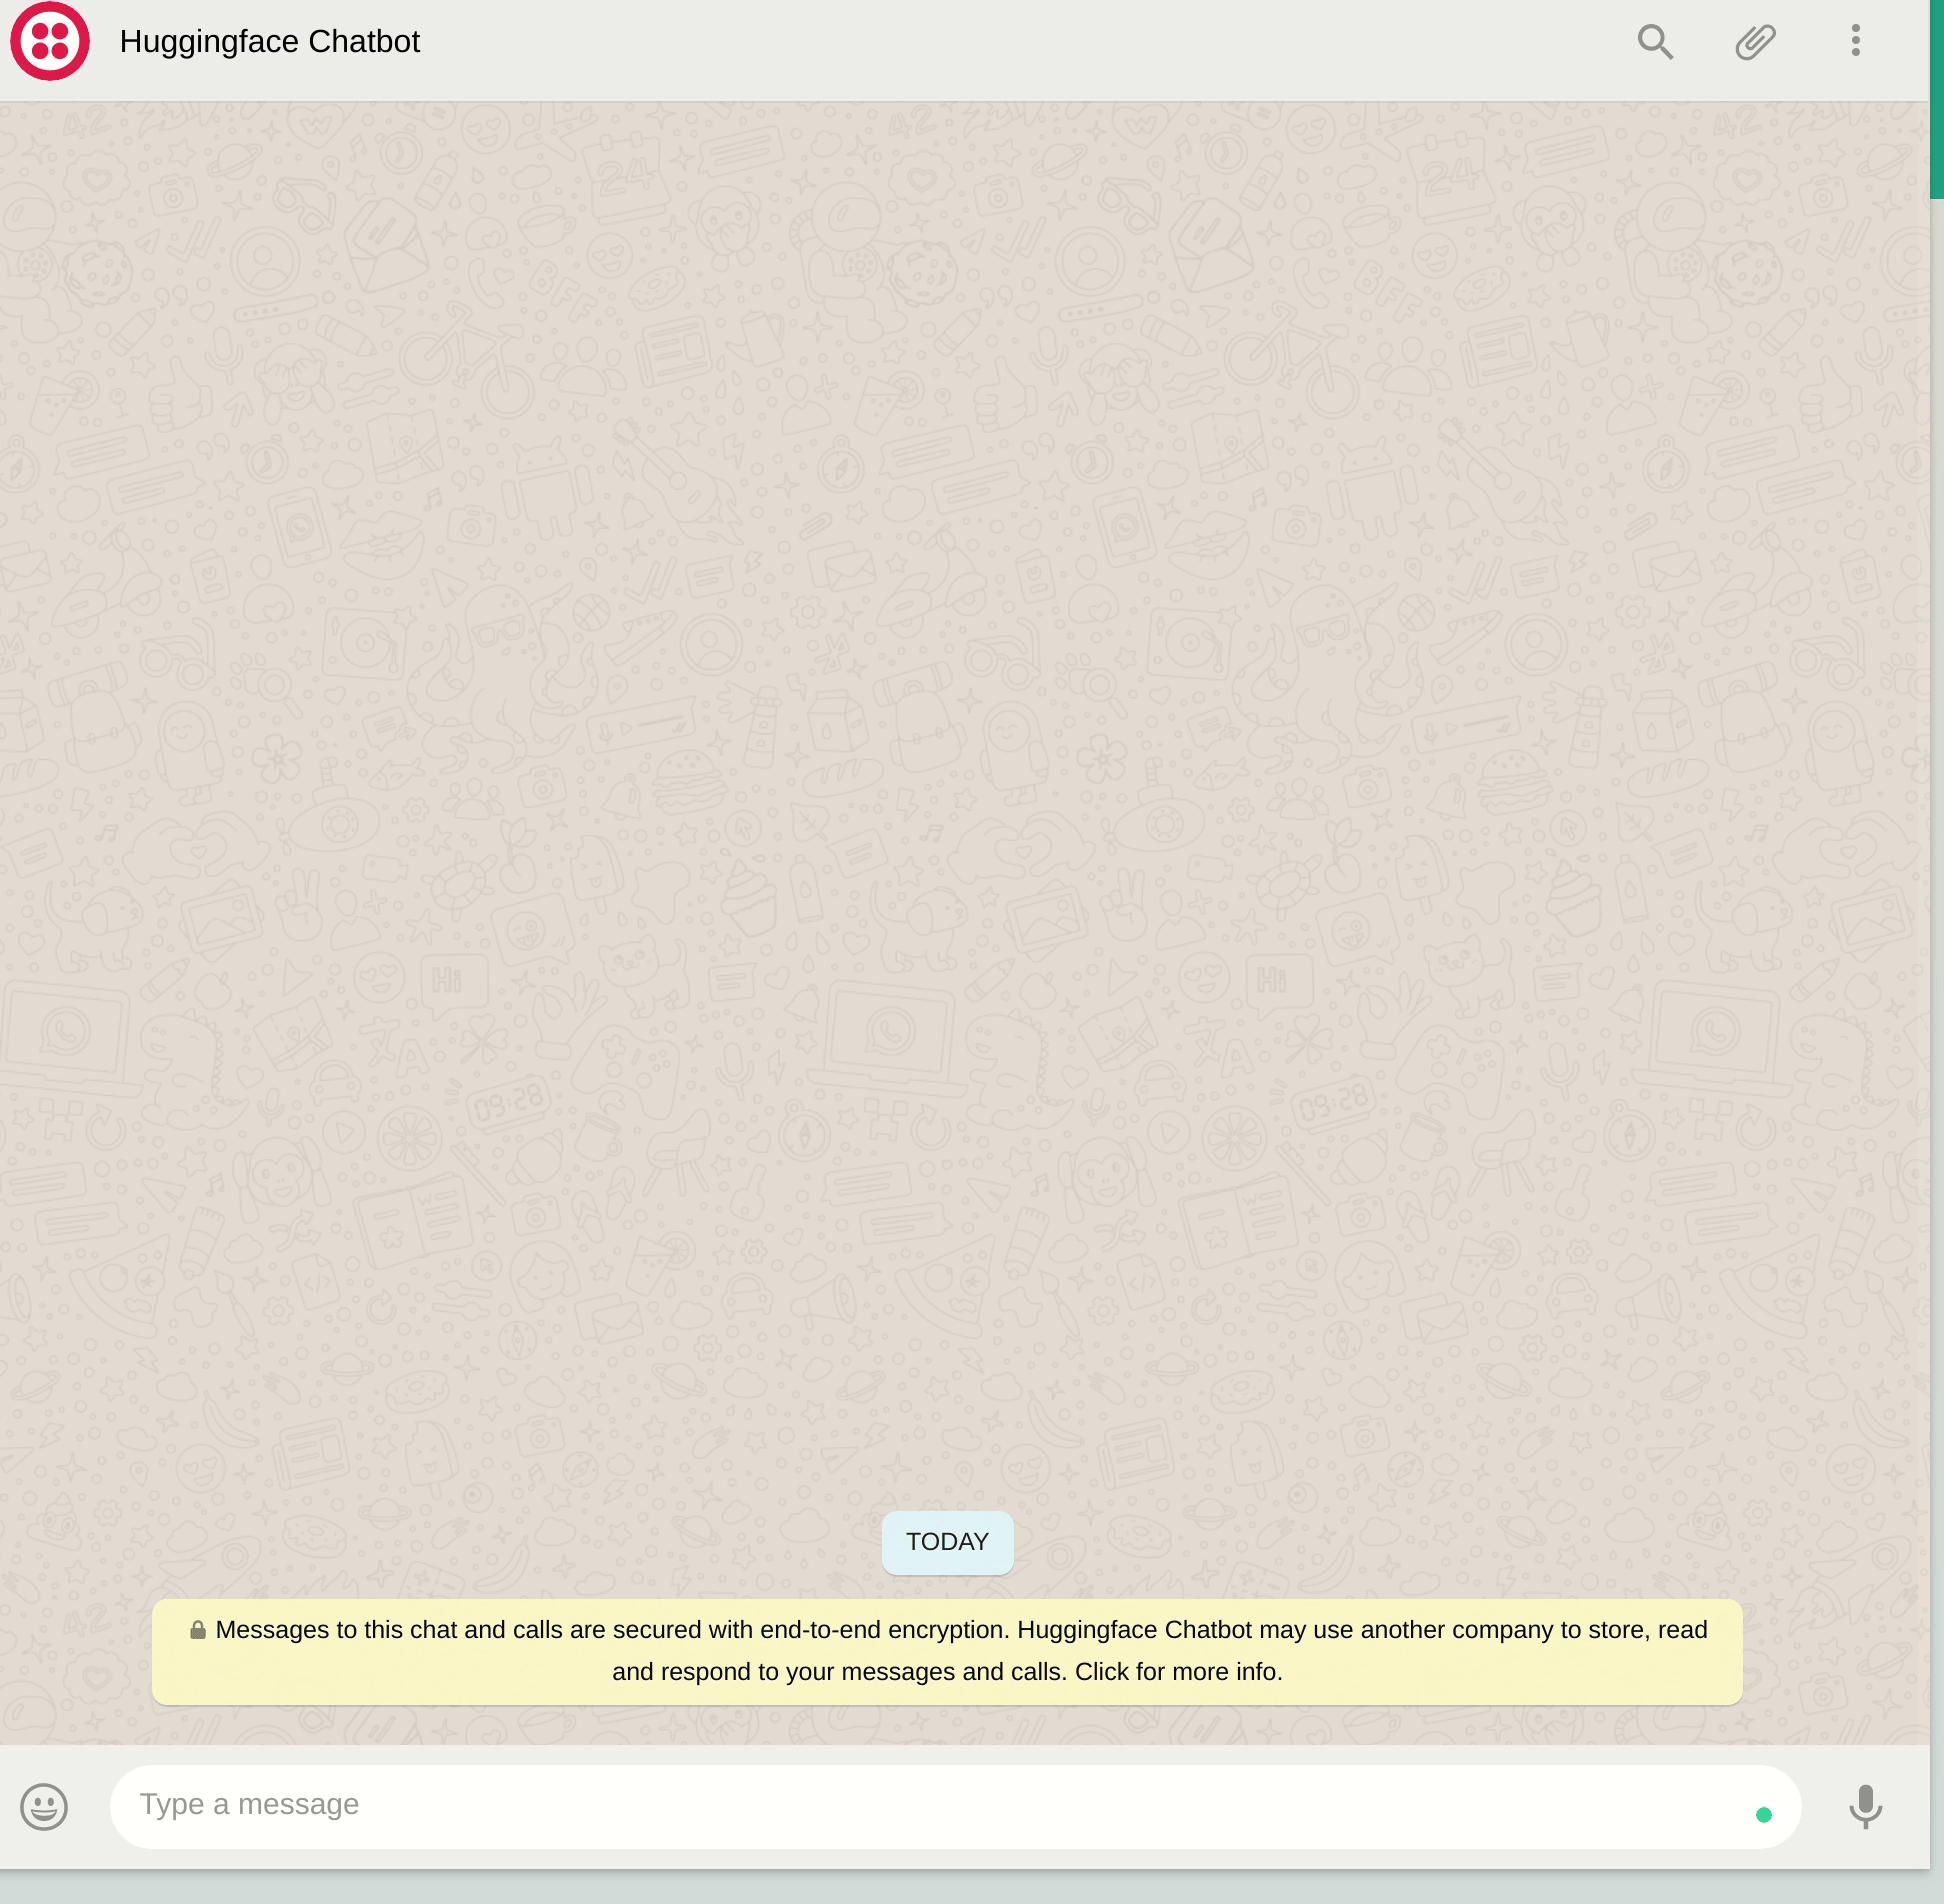 Huggingface Chatbot
TODAY
Messages to this chat and calls are secured with end-to-end encryption. Huggingface Chatbot may use another company to store, read
and respond to your messages and calls. Click for more info.
Type a message